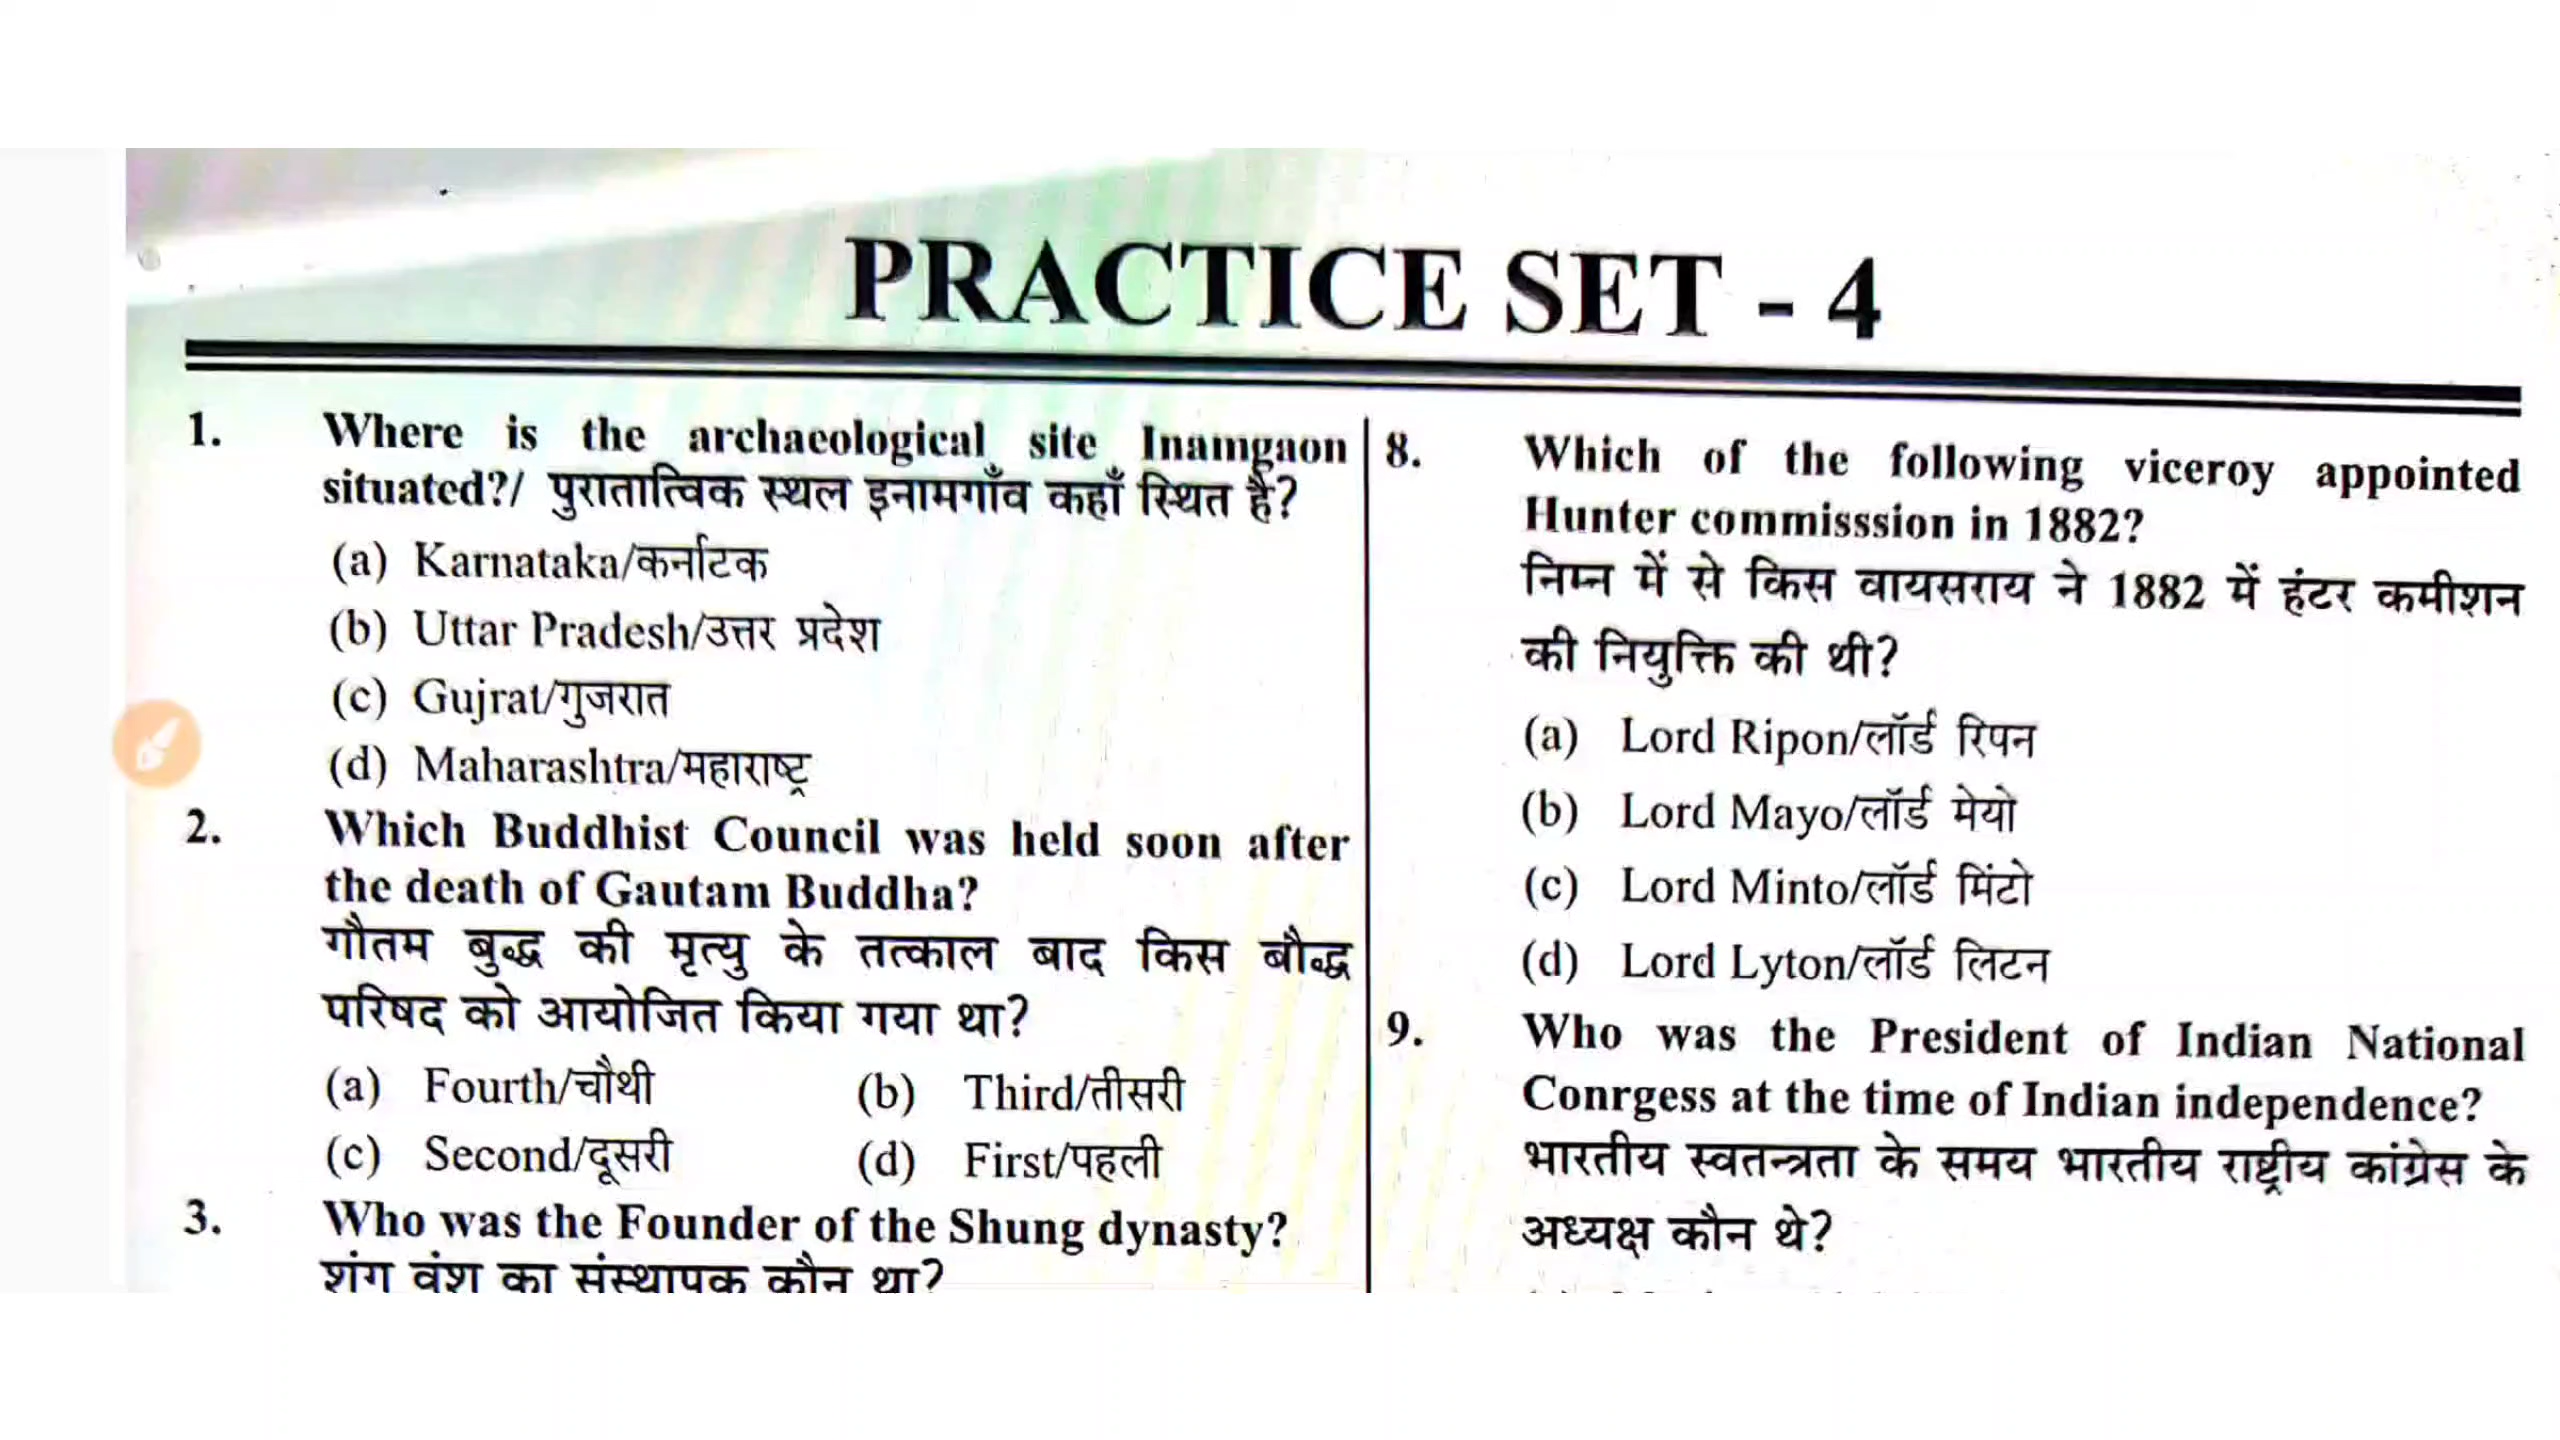 PRACTICE SET - 4
1. Where is the archaeological site Inamgaon
situated?/ पुरातात्विक स्थल इनामगाँव कहाँ स्थित है?
(a) Karnataka/कर्नाटक
(b) Uttar Pradesh/उत्तर प्रदेश
(c) Gujrat/गुजरात
(d) Maharashtra/महाराष्ट्र
2. Which Buddhist Council was held soon after
the death of Gautam Buddha?
गौतम बुद्ध की मृत्यु के तत्काल बाद किस बौद्ध
परिषद को आयोजित किया गया था?
(a) Fourth/चौथी (b) Third/तीसरी
(c) Second/दूसरी (d) First/पहली
3. Who was the Founder of the Shung dynasty?
शुंग वंश का संस्थापक कौन था?
8. Which of the following viceroy appointed
Hunter commisssion in 1882?
निम्न में से किस वायसराय ने 1882 में हंटर कमीशन
की नियुक्ति की थी?
(a) Lord Ripon/लॉर्ड रिपन
(b) Lord Mayo/लॉर्ड मेयो
(c) Lord Minto/लॉर्ड मिंटो
(d) Lord Lyton/लॉर्ड लिटन
9. Who was the President of Indian National
Conrgess at the time of Indian independence?
भारतीय स्वतन्त्रता के समय भारतीय राष्ट्रीय कांग्रेस के
अध्यक्ष कौन थे?